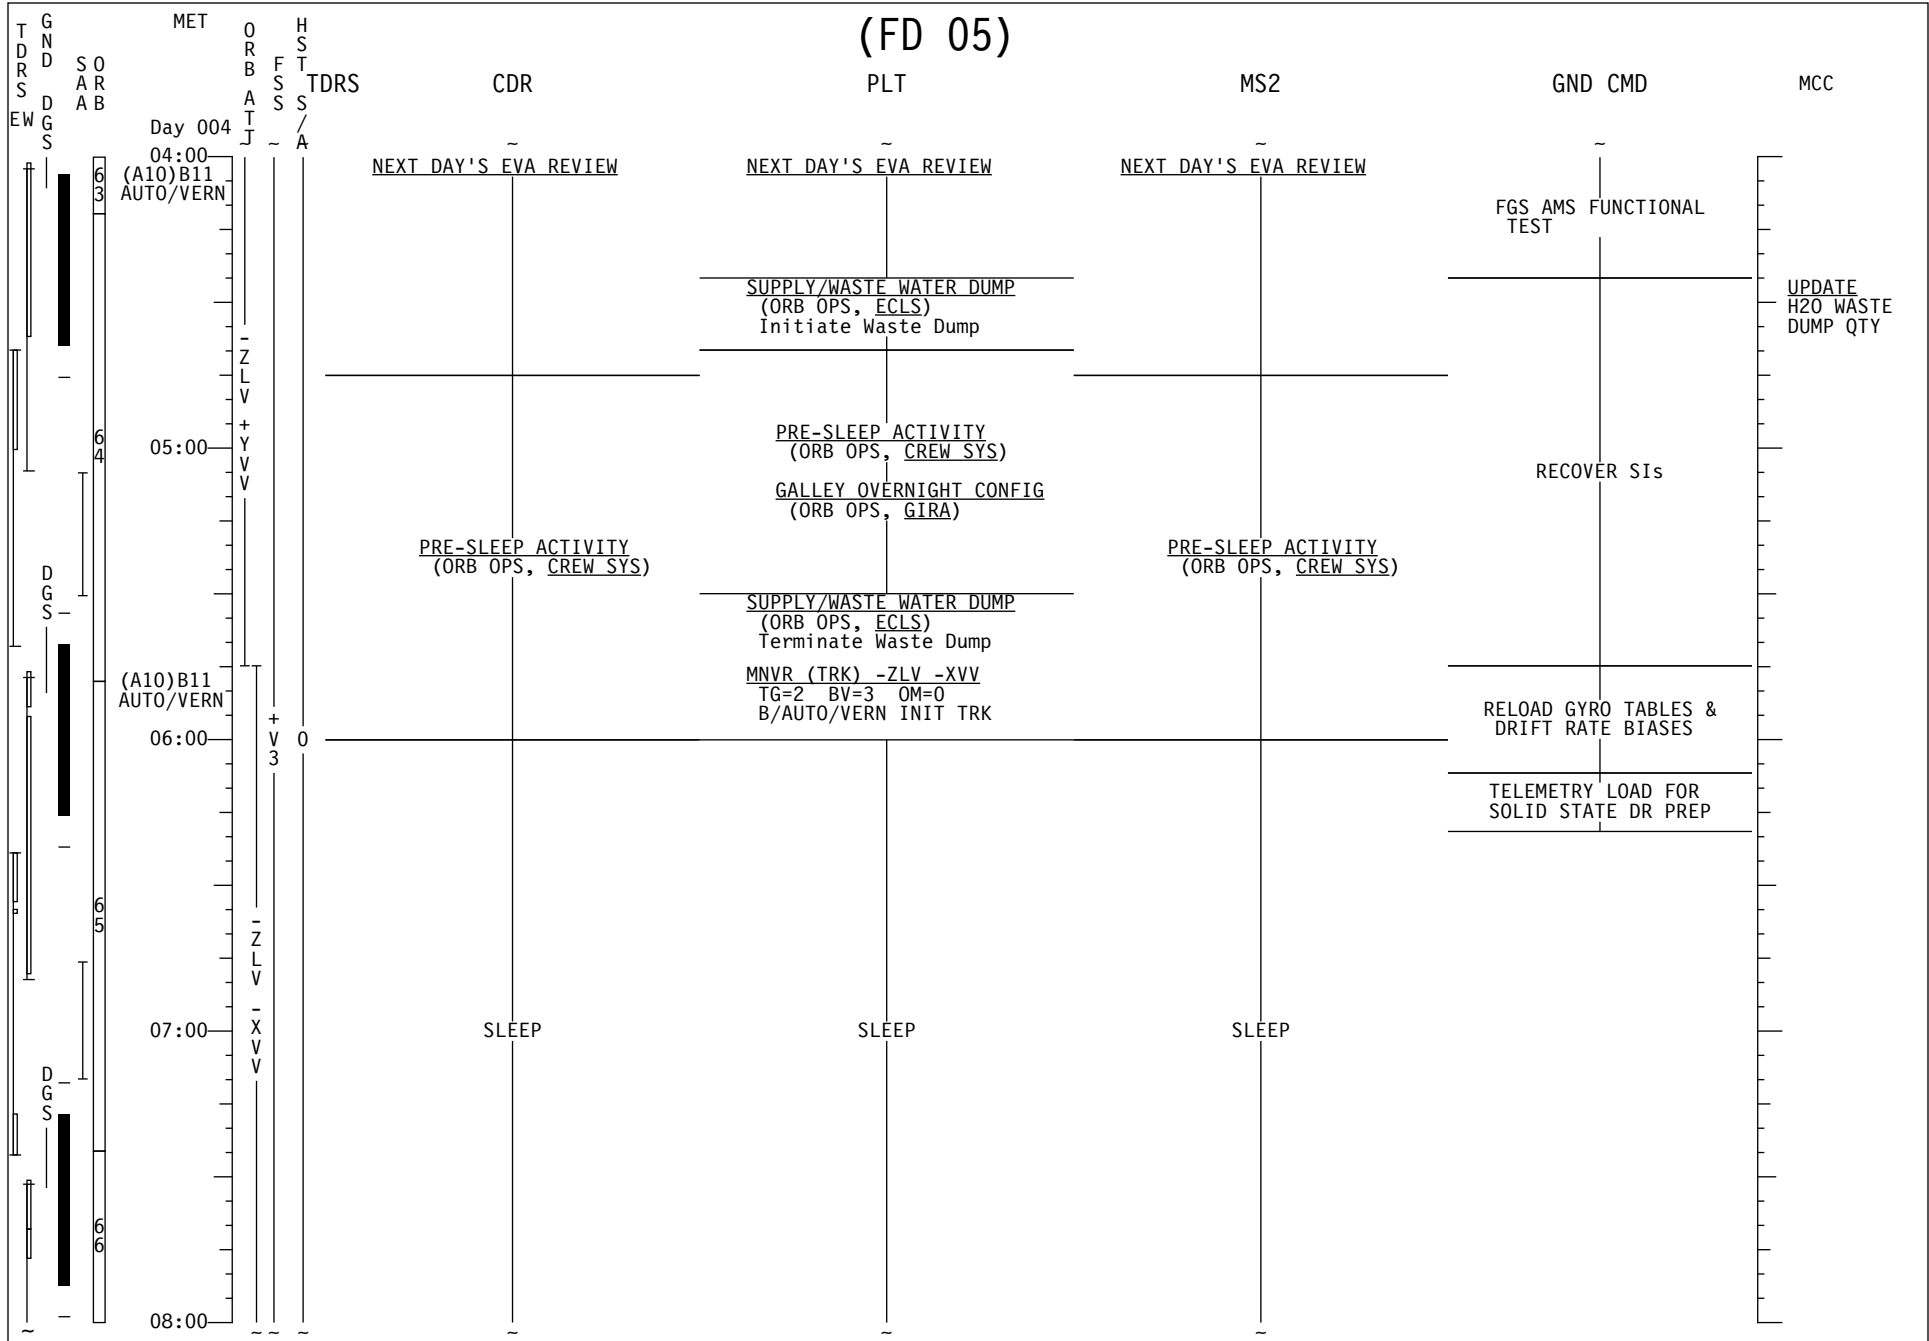 (FD 05)
MET
TDRS
EW
GND
DGS
SAA
ORB
ORB ATT
FSS
HST S/A
TDRS
CDR
PLT
MS2
GND CMD
MCC
Day 004
~ ~ ~ ~ ~ ~
04:00
(A10)B11
AUTO/VERN
63
NEXT DAY'S EVA REVIEW
NEXT DAY'S EVA REVIEW
NEXT DAY'S EVA REVIEW
FGS AMS FUNCTIONAL
TEST
SUPPLY/WASTE WATER DUMP
(ORB OPS, ECLS)
Initiate Waste Dump
UPDATE
H2O WASTE
DUMP QTY
-ZLV +YVV
64
05:00
PRE-SLEEP ACTIVITY
(ORB OPS, CREW SYS)
RECOVER SIs
GALLEY OVERNIGHT CONFIG
(ORB OPS, GIRA)
PRE-SLEEP ACTIVITY
(ORB OPS, CREW SYS)
PRE-SLEEP ACTIVITY
(ORB OPS, CREW SYS)
DGS
SUPPLY/WASTE WATER DUMP
(ORB OPS, ECLS)
Terminate Waste Dump
(A10)B11
AUTO/VERN
MNVR (TRK) -ZLV -XVV
TG=2 BV=3 OM=0
B/AUTO/VERN INIT TRK
RELOAD GYRO TABLES &
DRIFT RATE BIASES
+V3
0
06:00
TELEMETRY LOAD FOR
SOLID STATE DR PREP
65
-ZLV -XVV
07:00
SLEEP
SLEEP
SLEEP
DGS
66
08:00
~ ~ ~ ~ ~ ~ ~